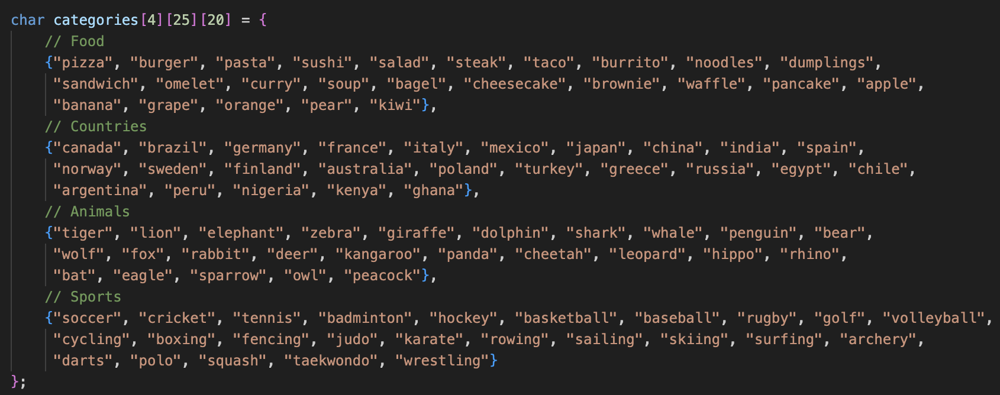 char categories[4][25][20] = {
// Food
{"pizza", "burger", "pasta", "sushi", "salad", "steak", "taco", "burrito", "noodles", "dumplings",
"sandwich", "omelet", "curry", "soup", "bagel", "cheesecake", "brownie", "waffle", "pancake", "apple",
"banana", "grape", "orange", "pear", "kiwi"},
// Countries
{"canada", "brazil", "germany", "france", "italy", "mexico", "japan", "china", "india", "spain",
"norway", "sweden", "finland", "australia", "poland", "turkey", "greece", "russia", "egypt", "chile",
"argentina", "peru", "nigeria", "kenya", "ghana"},
// Animals
{"tiger", "lion", "elephant", "zebra", "giraffe", "dolphin", "shark", "whale", "penguin", "bear",
"wolf", "fox", "rabbit", "deer", "kangaroo", "panda", "cheetah", "leopard", "hippo", "rhino",
"bat", "eagle", "sparrow", "owl", "peacock"},
// Sports
{"soccer", "cricket", "tennis", "badminton", "hockey", "basketball", "baseball", "rugby", "golf", "volleyball",
"cycling", "boxing", "fencing", "judo", "karate", "rowing", "sailing", "skiing", "surfing", "archery",
"darts", "polo", "squash", "taekwondo", "wrestling"}
};